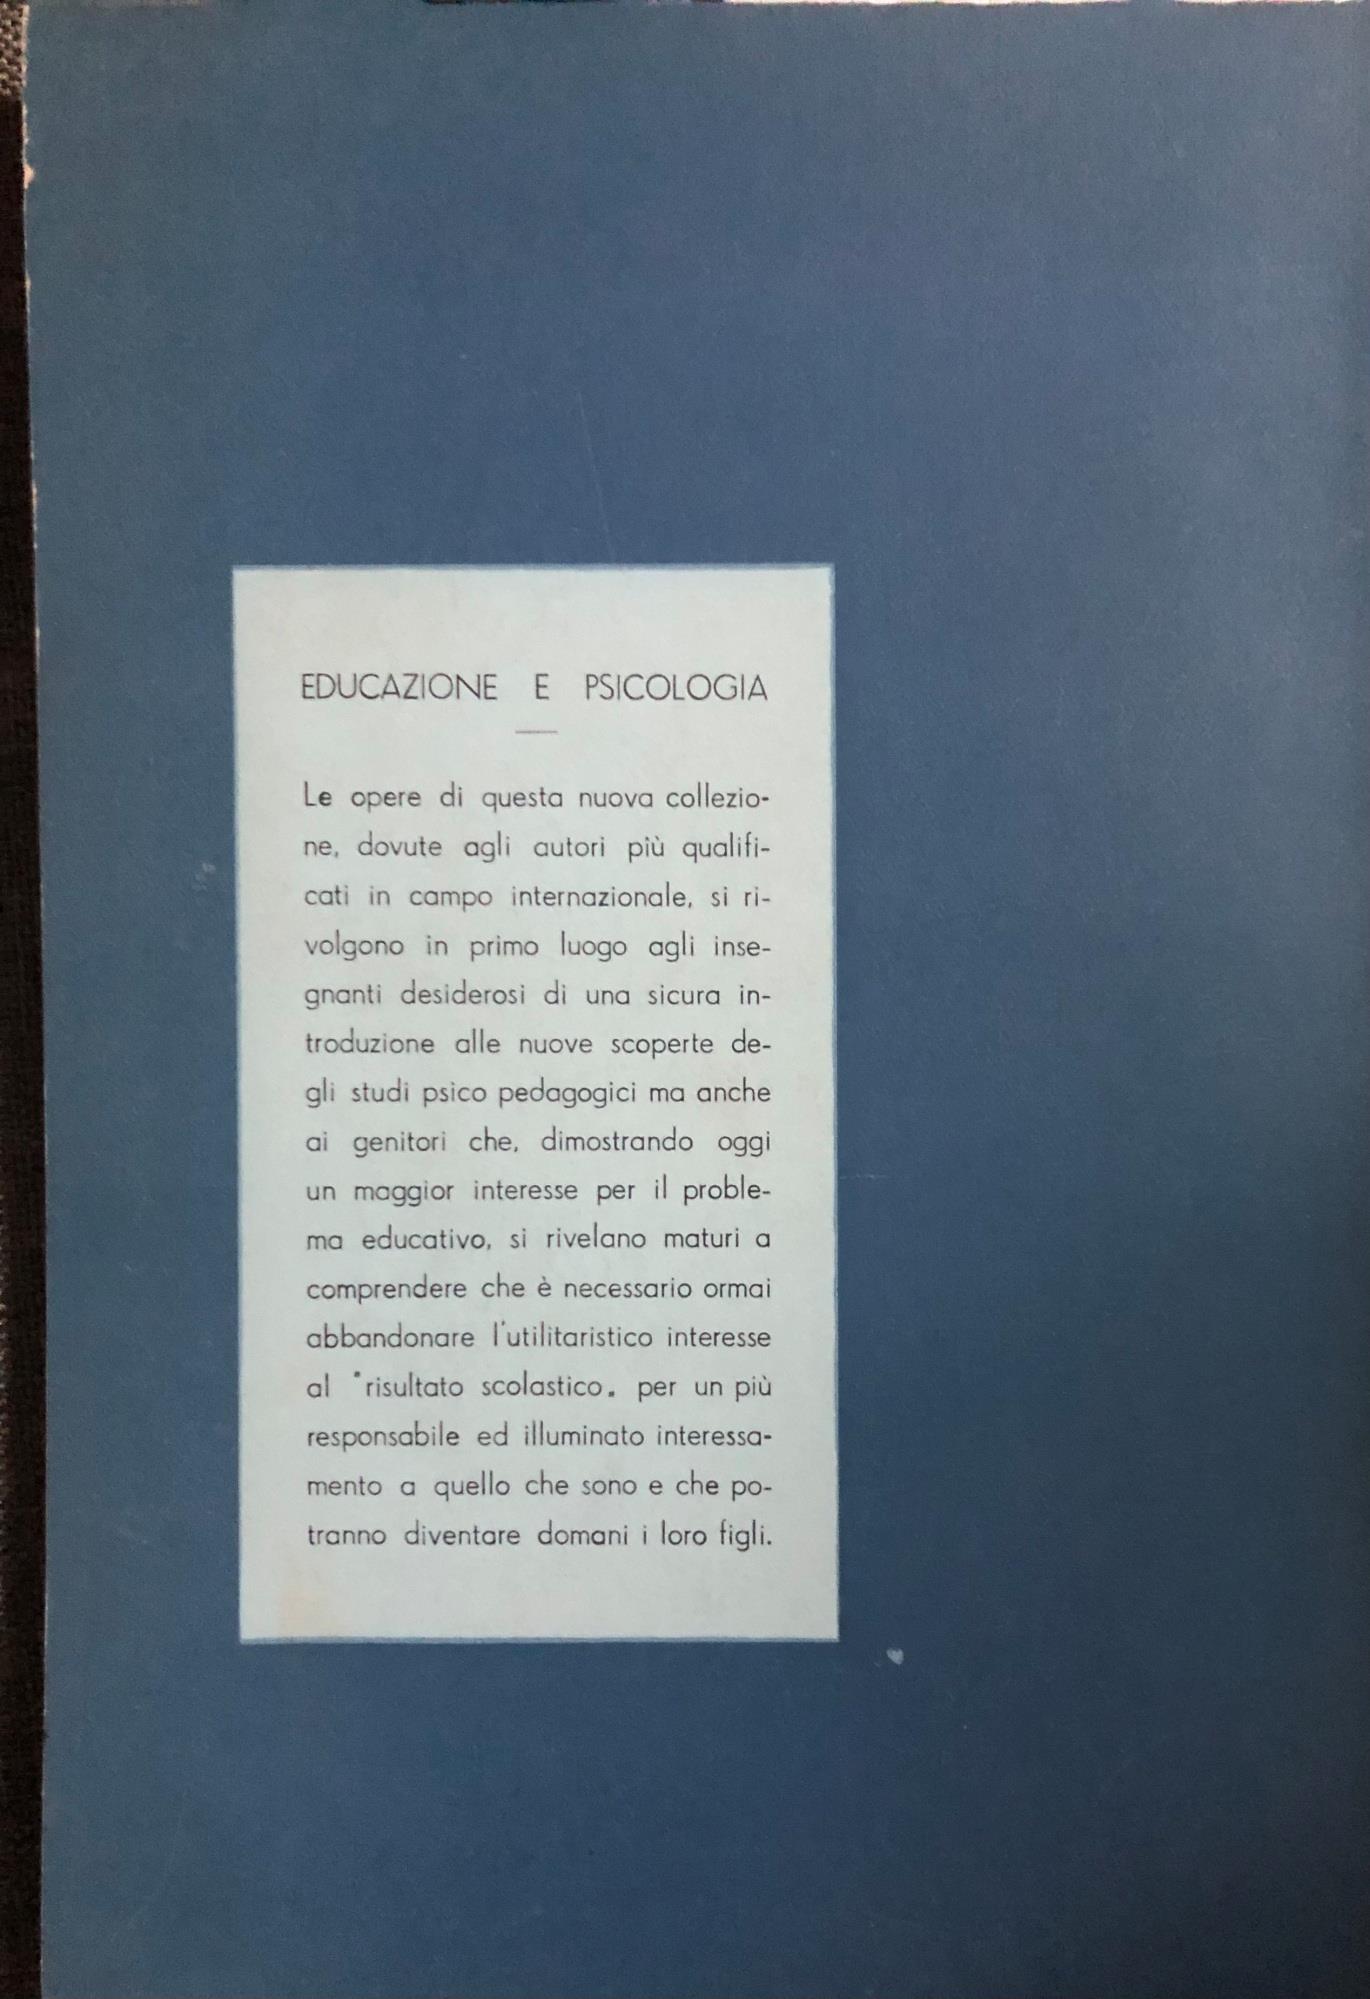 EDUCAZIONE E PSICOLOGIA
Le opere di questa nuova collezio-
ne, dovute agli autori più qualifi-
cati in campo internazionale, si ri-
volgono in primo luogo agli inse-
gnanti desiderosi di una sicura in-
troduzione alle nuove scoperte de-
gli studi psico pedagogici ma anche
ai genitori che, dimostrando oggi
un maggior interesse per il proble-
ma educativo, si rivelano maturi a
comprendere che è necessario ormai
abbandonare l'utilitaristico interesse
al "risultato scolastico„ per un più
responsabile ed illuminato interessa-
mento a quello che sono e che po-
tranno diventare domani i loro figli.